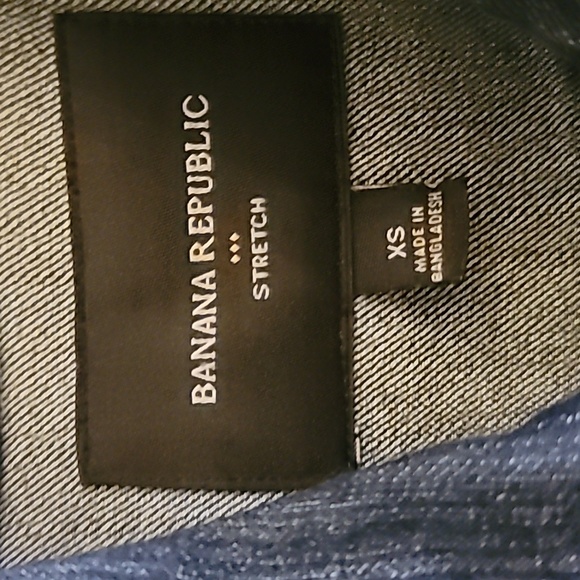 BANANA REPUBLIC
STRETCH
XS
MADE IN
BANGLADESH